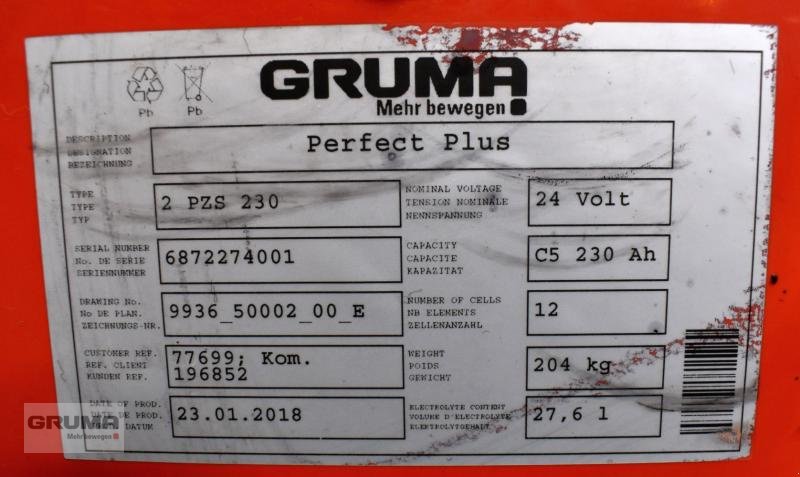 GRUMA
Mehr bewegen
Pb Pb
DESCRIPTION
DESIGNATION
BEZEICHNUNG
Perfect Plus
TYPE
TYPE
TYP
2 PZS 230
NOMINAL VOLTAGE
TENSION NOMINALE
NENNSPANNUNG
24 Volt
SERIAL NUMBER
No. DE SERIE
SERIENNUMMER
6872274001
CAPACITY
CAPACITE
KAPAZITAT
C5 230 Ah
DRAWING No.
No DE PLAN.
ZEICHNUNGS-NR.
9936_50002_00_E
NUMBER OF CELLS
NB ELEMENTS
ZELLENANZAHL
12
CUSTOMER REF.
REF. CLIENT
KUNDEN REF.
77699; Kom.
196852
WEIGHT
POIDS
GEWICHT
204 kg
DATE OF PROD.
DATE DE PROD.
DATUM
23.01.2018
ELECTROLYTE CONTENT
VOLUME D'ELECTROLYTE
ELEKTROLYTGEHALT
27,6 l
GRUMA
Mehr bewegen